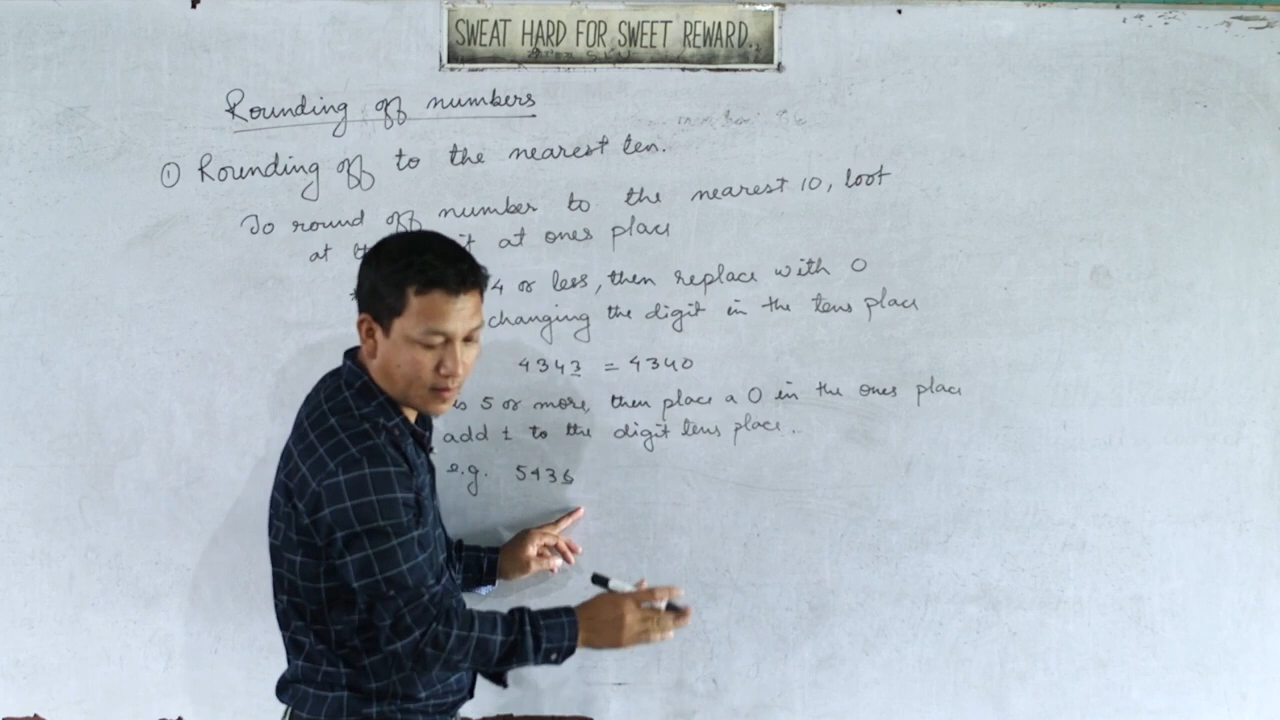 SWEAT HARD FOR SWEET REWARD.
Rounding off numbers
① Rounding off to the nearest ten.
To round off number to the nearest 10, loot
at at ones place
4 or less, then replace with 0
changing the digit in the tens place
4343 = 4340
is 5 or more, then place a 0 in the ones place
add 1 to the digit tens place.
e.g. 5436